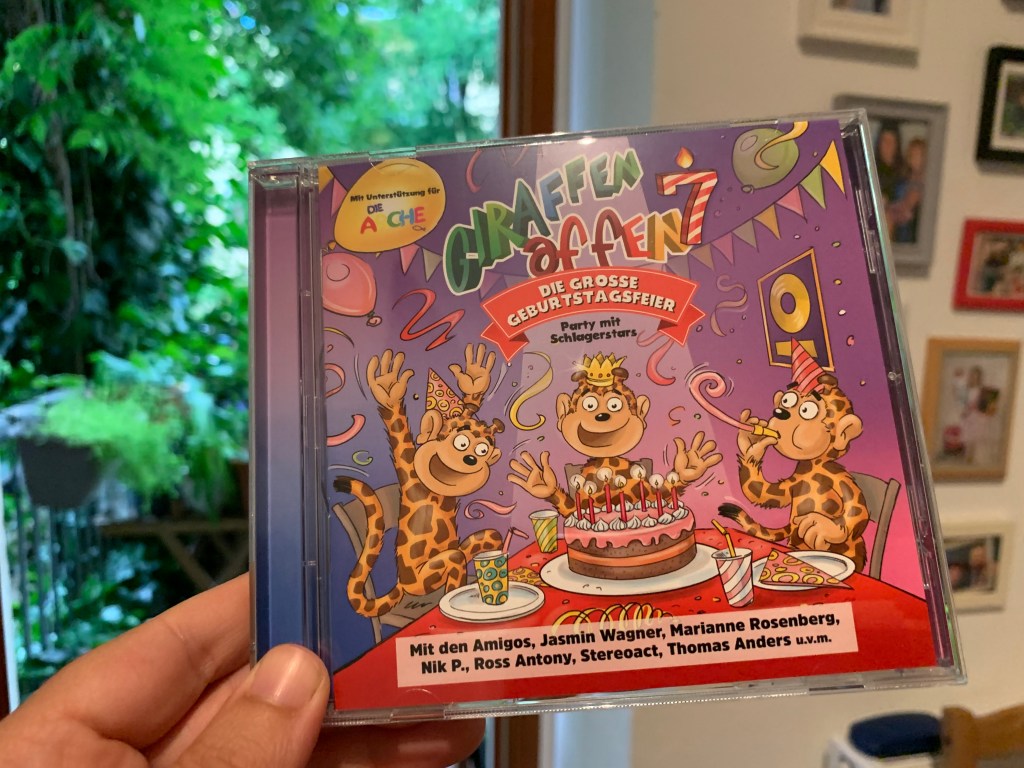 Mit Unterstützung für
DIE
A CHE
GIRAFFEN
AFFEN 7
DIE GROSSE
GEBURTSTAGSFEIER
Party mit
Schlagerstars
Mit den Amigos, Jasmin Wagner, Marianne Rosenberg,
Nik P., Ross Antony, Stereoact, Thomas Anders u.v.m.